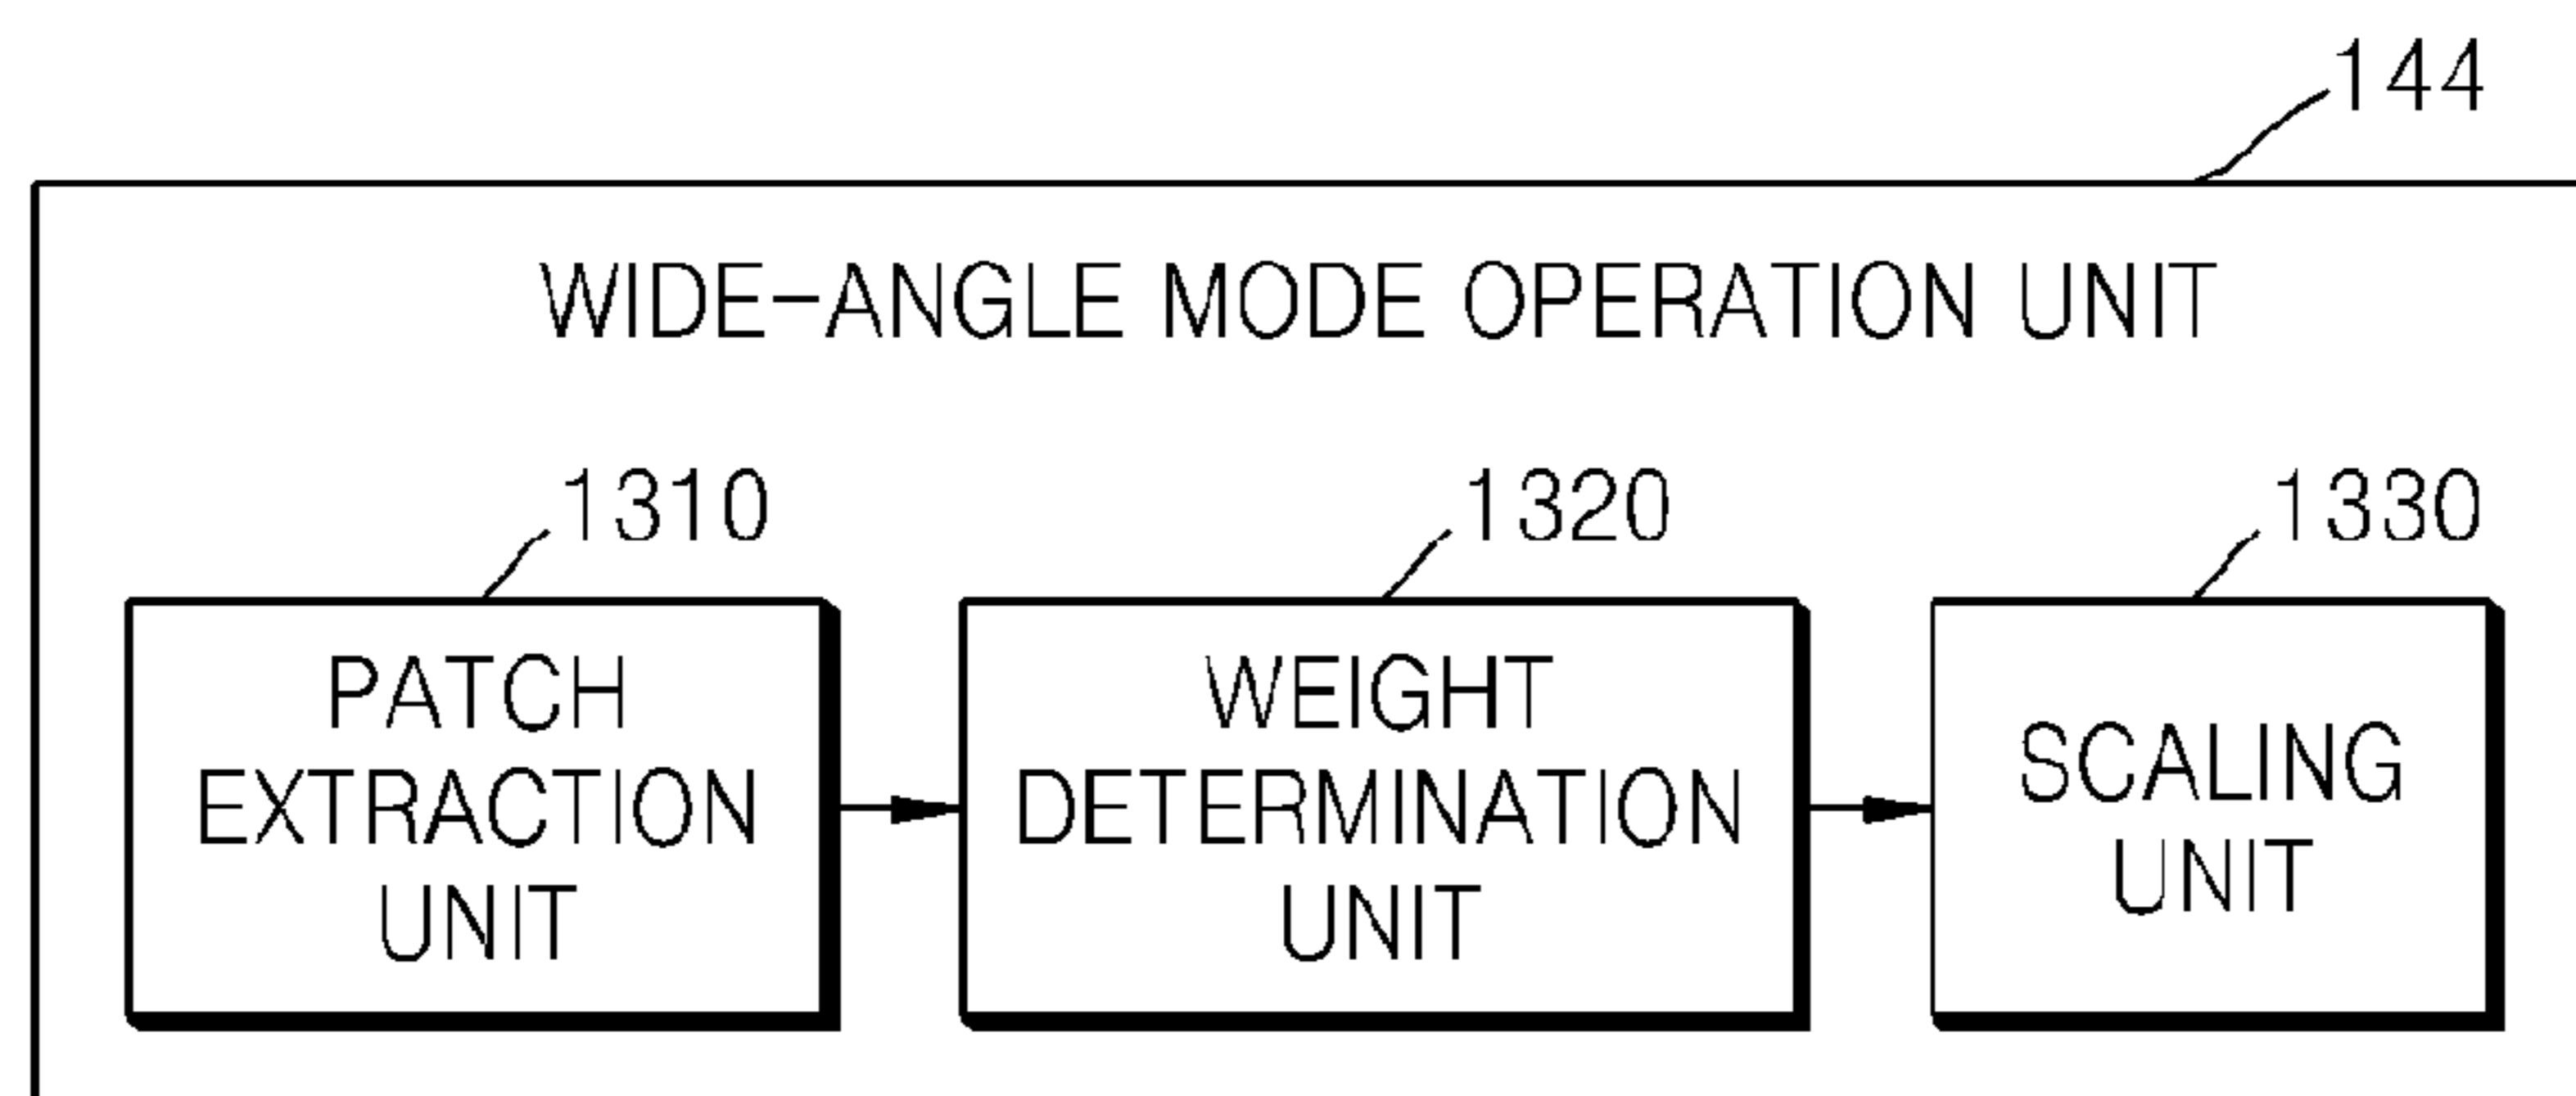 144
WIDE-ANGLE MODE OPERATION UNIT
1310
1320
1330
PATCH
EXTRACTION
UNIT
WEIGHT
DETERMINATION
UNIT
SCALING
UNIT